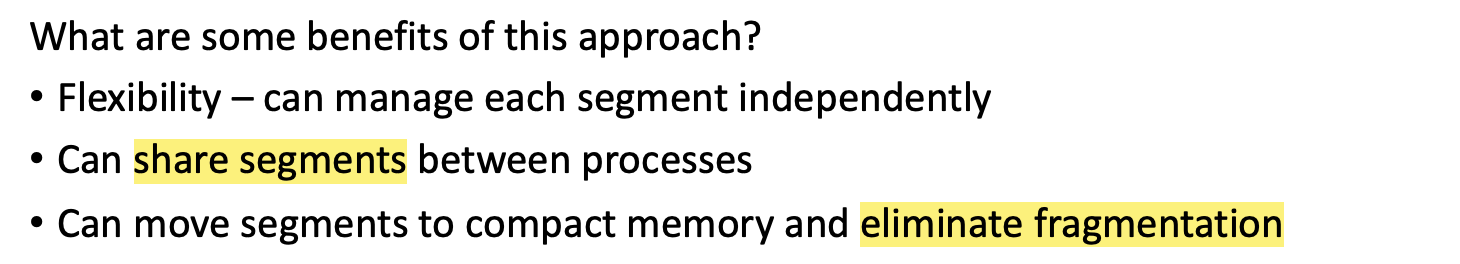 What are some benefits of this approach?
• Flexibility – can manage each segment independently
• Can share segments between processes
• Can move segments to compact memory and eliminate fragmentation